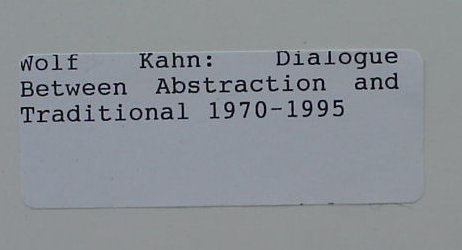 Wolf Kahn: Dialogue
Between Abstraction and
Traditional 1970-1995